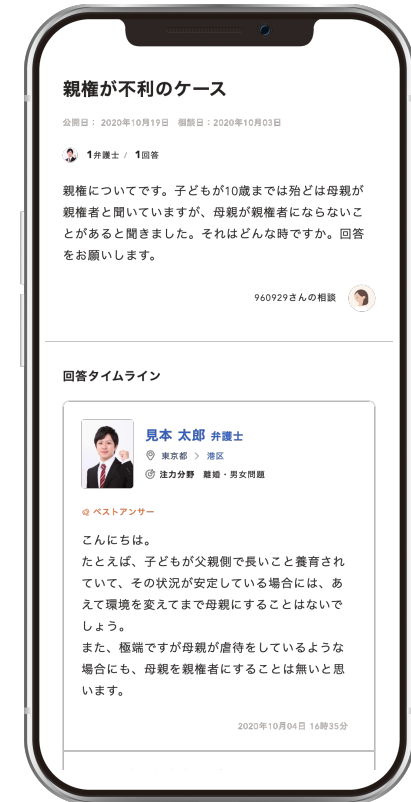 親権が不利のケース
公開日： 2020年10月19日 相談日：2020年10月03日
1弁護士 / 1回答
親権についてです。子どもが10歳までは殆どは母親が
親権者と聞いていますが、母親が親権者にならないこ
とがあると聞きました。それはどんな時ですか。回答
をお願いします。
960929さんの相談
回答タイムライン
見本 太郎 弁護士
東京都 > 港区
注力分野 離婚・男女問題
ベストアンサー
こんにちは。
たとえば、子どもが父親側で長いこと養育され
ていて、その状況が安定している場合には、あ
えて環境を変えてまで母親にすることはないで
しょう。
また、極端ですが母親が虐待をしているような
場合にも、母親を親権者にすることは無いと思
います。
2020年10月04日 16時35分